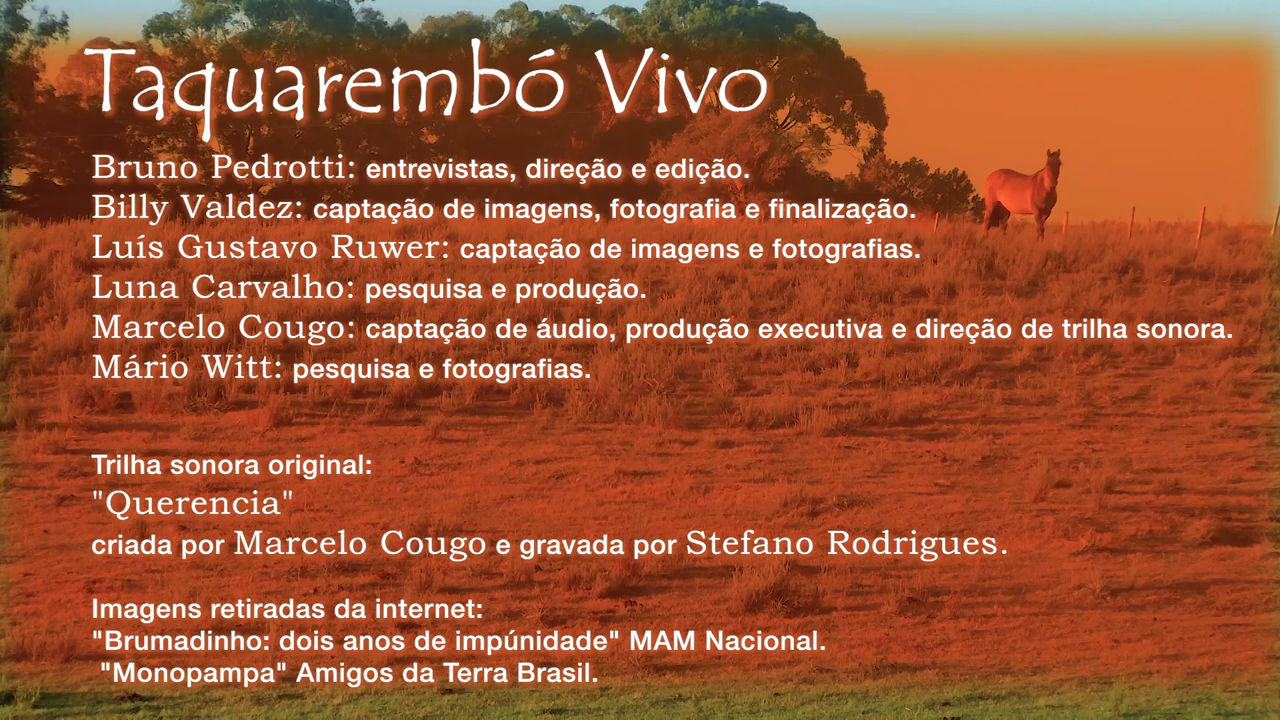 Taquarembó Vivo
Bruno Pedrotti: entrevistas, direção e edição.
Billy Valdez: captação de imagens, fotografia e finalização.
Luís Gustavo Ruwer: captação de imagens e fotografias.
Luna Carvalho: pesquisa e produção.
Marcelo Cougo: captação de áudio, produção executiva e direção de trilha sonora.
Mário Witt: pesquisa e fotografias.
Trilha sonora original:
"Querencia"
criada por Marcelo Cougo e gravada por Stefano Rodrigues.
Imagens retiradas da internet:
"Brumadinho: dois anos de impúnidade" MAM Nacional.
"Monopampa" Amigos da Terra Brasil.